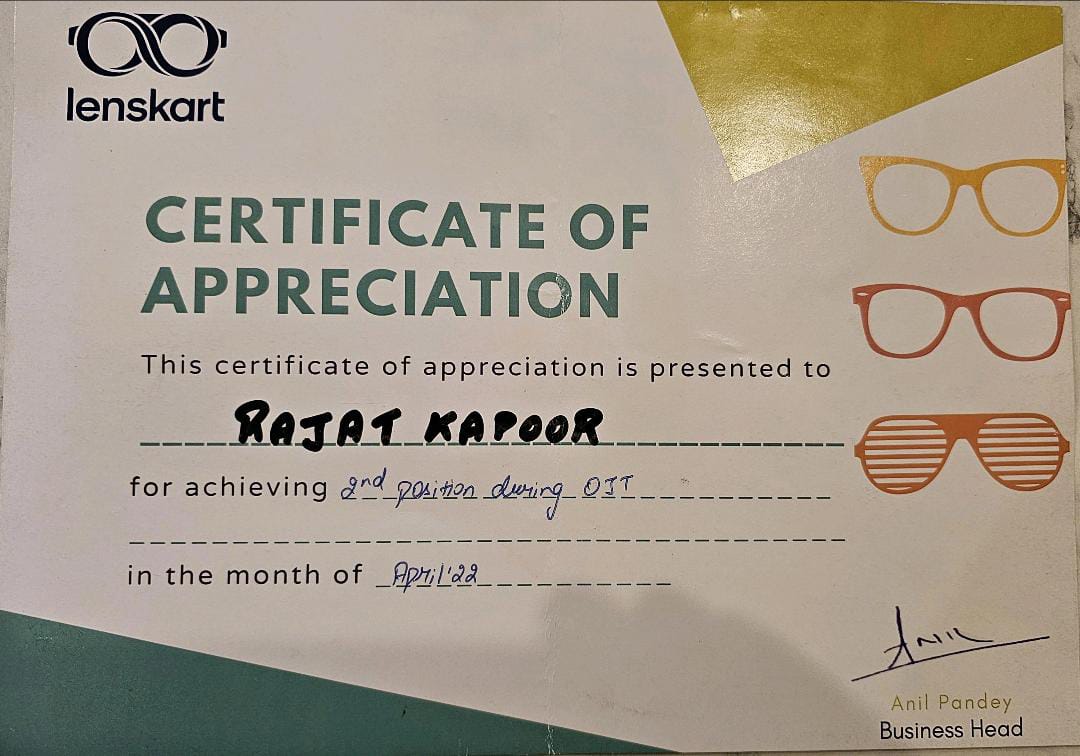 lenskart
CERTIFICATE OF
APPRECIATION
This certificate of appreciation is presented to
RAJAT KAPOOR
for achieving 2nd position during OJT
in the month of April'22
Anil
Anil Pandey
Business Head